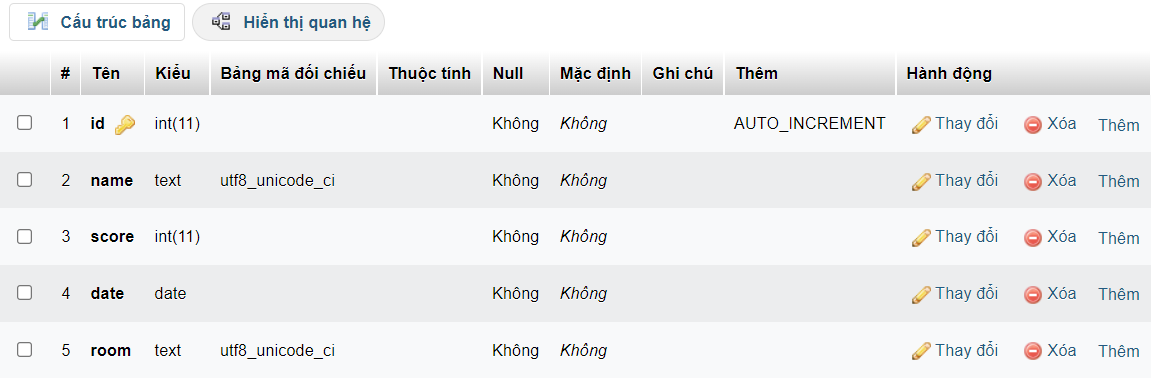 Cấu trúc bảng Hiển thị quan hệ
# Tên Kiểu Bảng mã đối chiếu Thuộc tính Null Mặc định Ghi chú Thêm Hành động
1 id int(11) Không Không AUTO_INCREMENT Thay đổi Xóa Thêm
2 name text utf8_unicode_ci Không Không Thay đổi Xóa Thêm
3 score int(11) Không Không Thay đổi Xóa Thêm
4 date date Không Không Thay đổi Xóa Thêm
5 room text utf8_unicode_ci Không Không Thay đổi Xóa Thêm